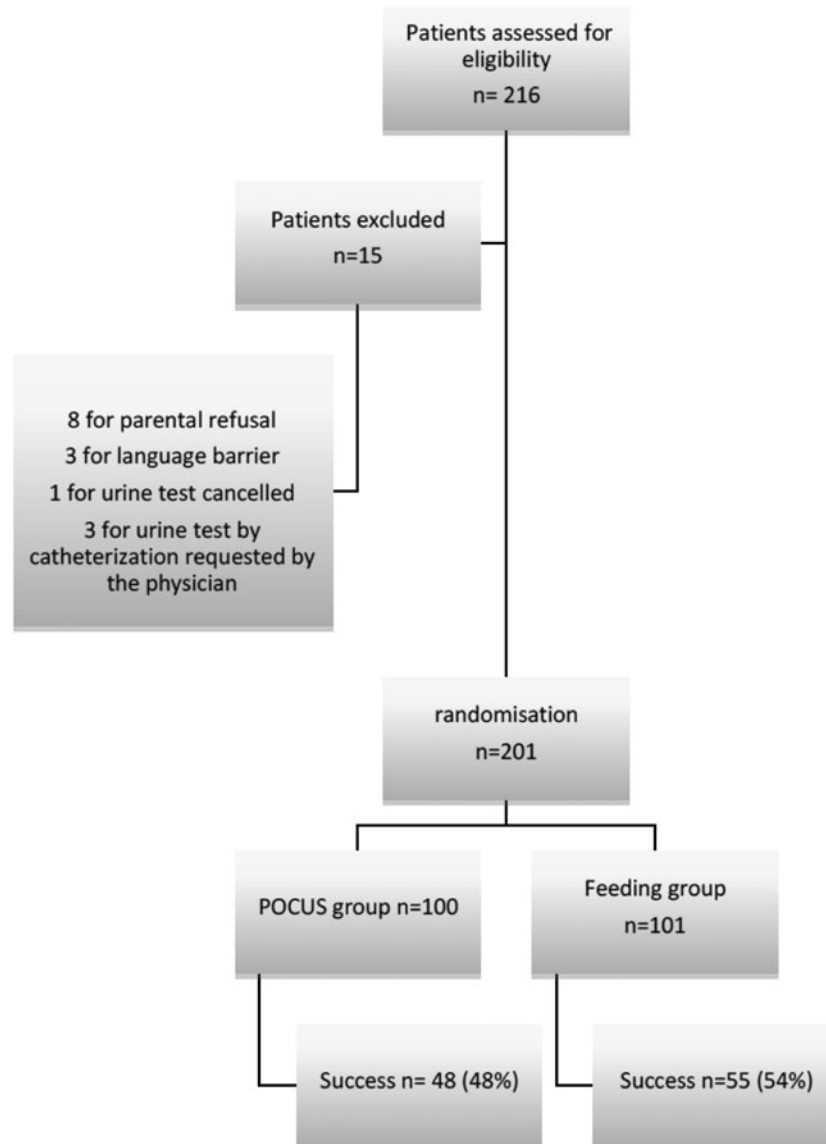 Patients assessed for
eligibility
n= 216
Patients excluded
n=15
8 for parental refusal
3 for language barrier
1 for urine test cancelled
3 for urine test by
catheterization requested by
the physician
randomisation
n=201
POCUS group n=100
Feeding group
n=101
Success n= 48 (48%)
Success n=55 (54%)